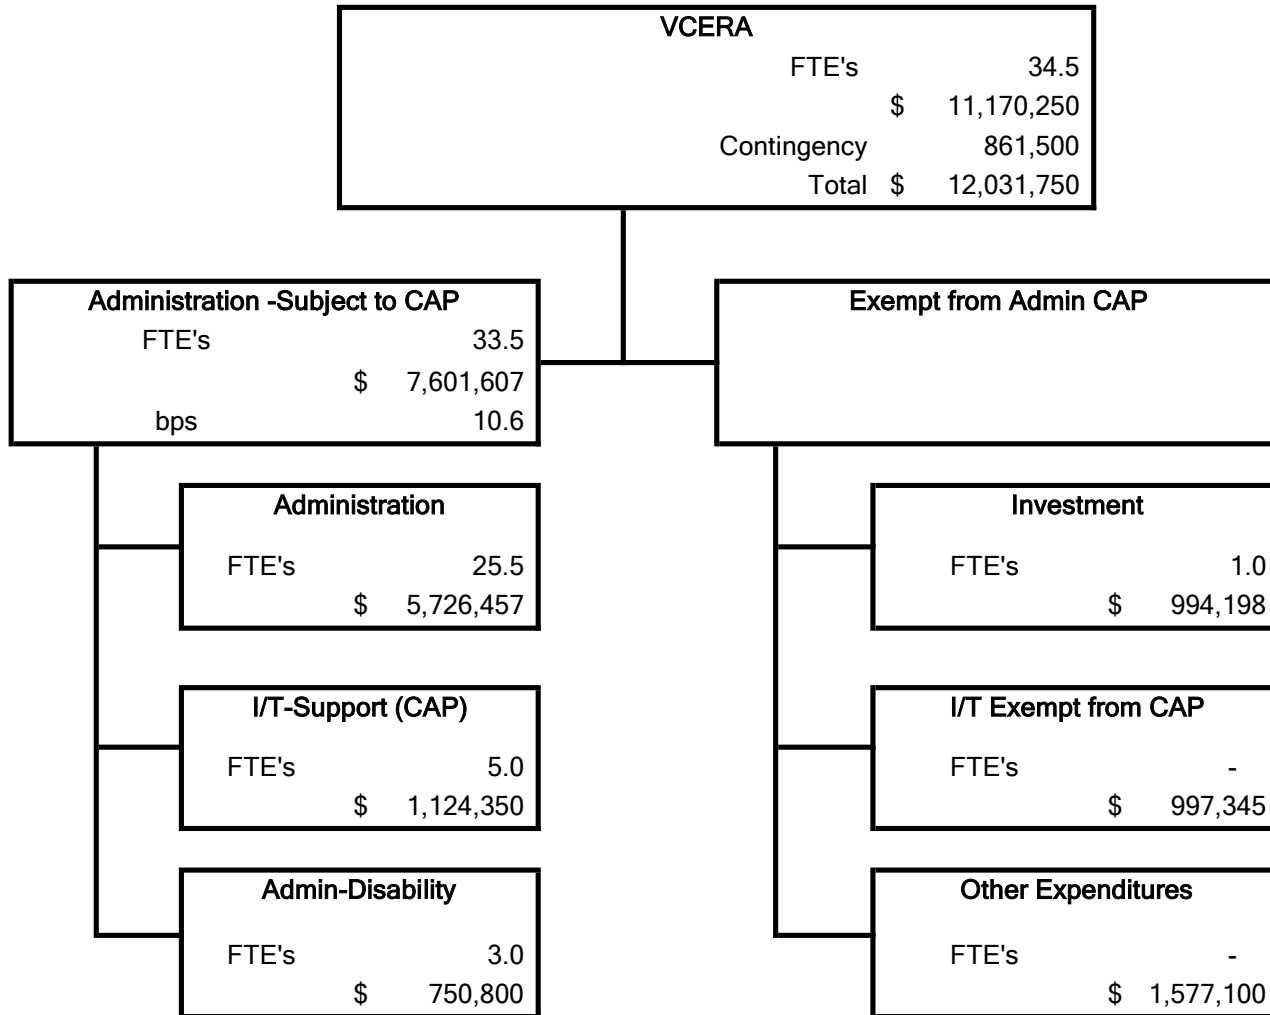 VCERA
FTE's 34.5
$ 11,170,250
Contingency 861,500
Total $ 12,031,750
Administration -Subject to CAP
FTE's 33.5
$ 7,601,607
bps 10.6
Exempt from Admin CAP
Administration
FTE's 25.5
$ 5,726,457
Investment
FTE's 1.0
$ 994,198
I/T-Support (CAP)
FTE's 5.0
$ 1,124,350
I/T Exempt from CAP
FTE's -
$ 997,345
Admin-Disability
FTE's 3.0
$ 750,800
Other Expenditures
FTE's -
$ 1,577,100